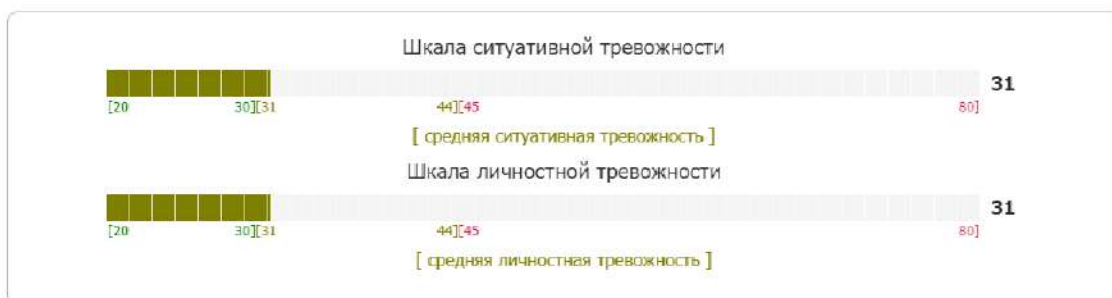 Шкала ситуативной тревожности
31
[20 30][31 44][45 80]
[ средняя ситуативная тревожность ]
Шкала личностной тревожности
31
[20 30][31 44][45 80]
[ средняя личностная тревожность ]